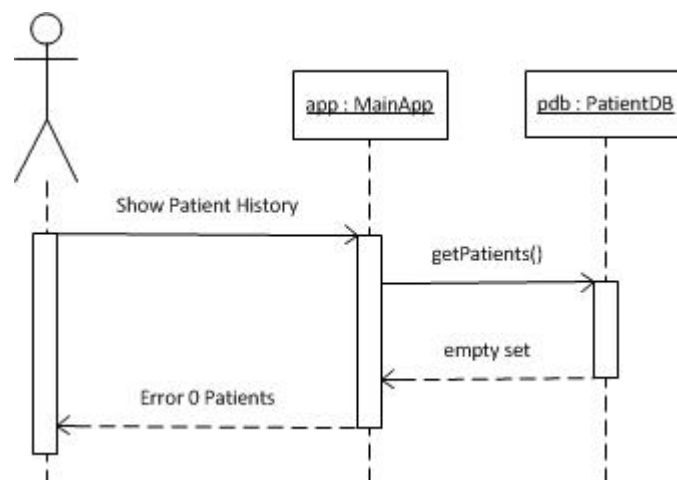 app : MainApp
pdb : PatientDB
Show Patient History
getPatients()
empty set
Error 0 Patients